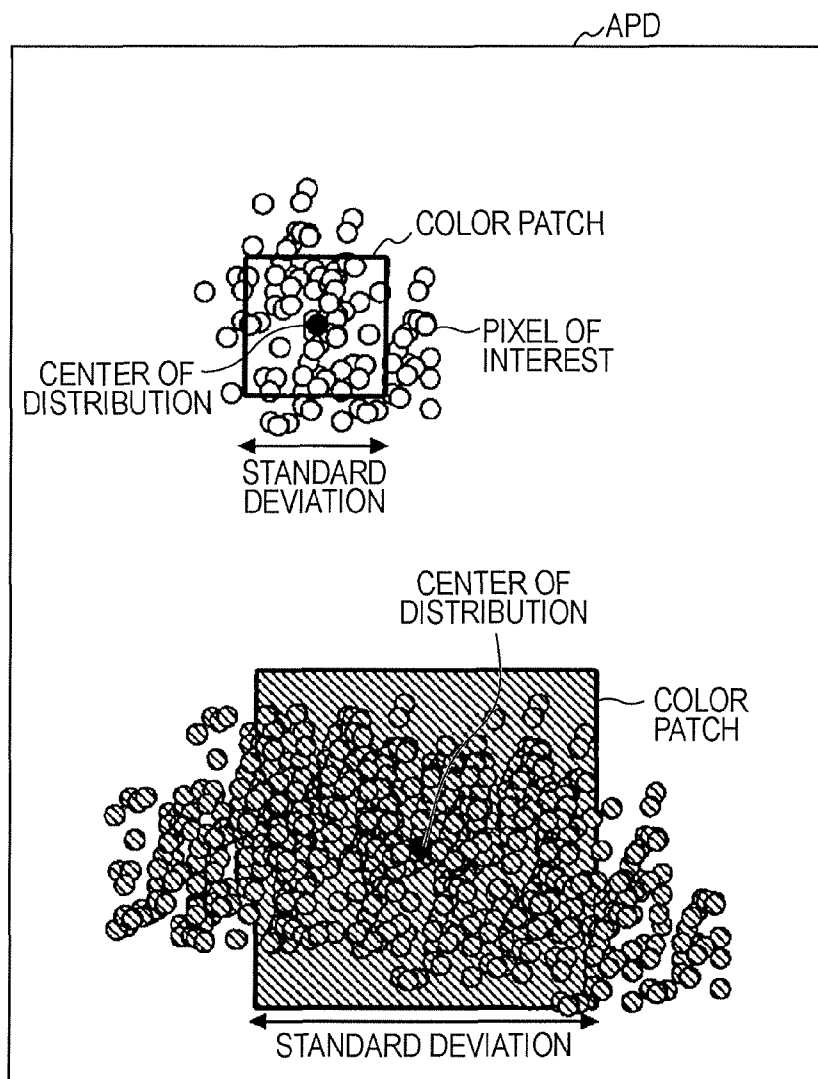 APD
COLOR PATCH
PIXEL OF
INTEREST
CENTER OF
DISTRIBUTION
STANDARD
DEVIATION
CENTER OF
DISTRIBUTION
COLOR
PATCH
STANDARD DEVIATION